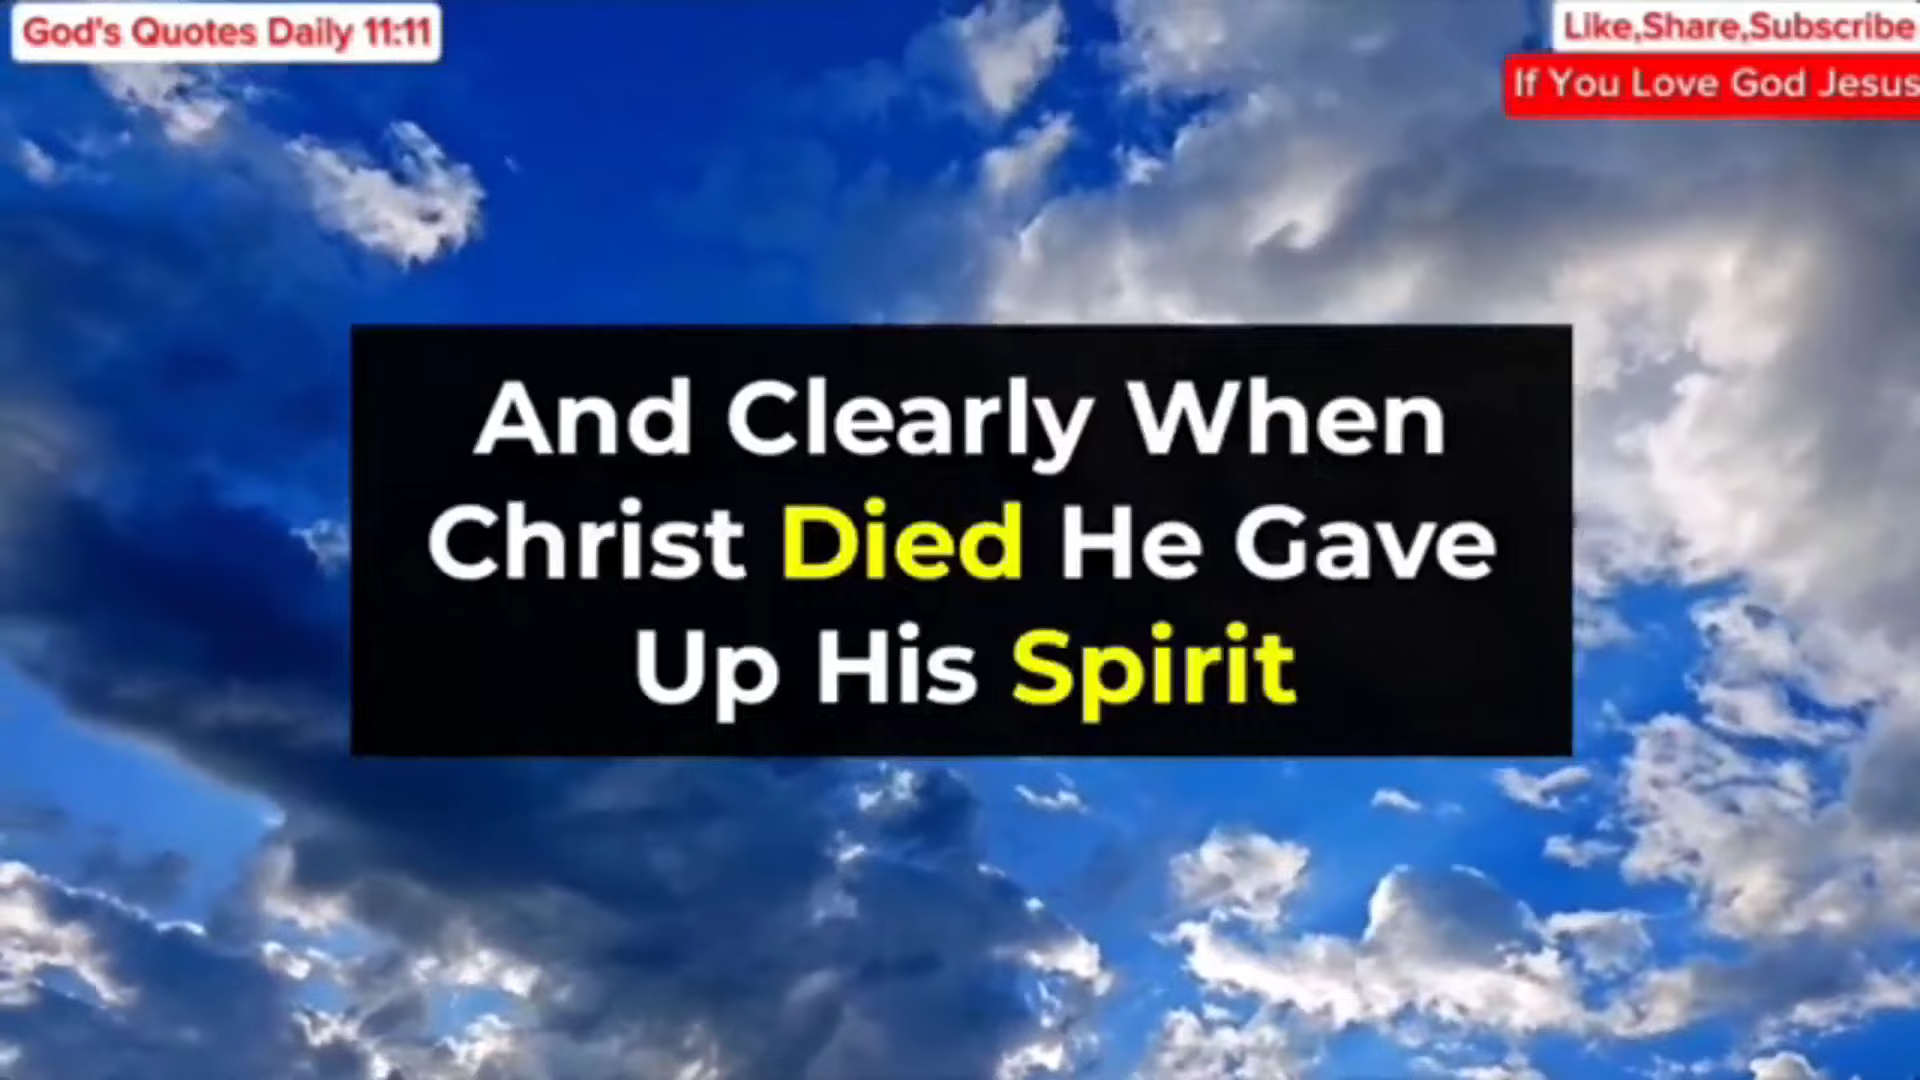 God's Quotes Daily 11:11
Like,Share,Subscribe
If You Love God Jesus
And Clearly When
Christ Died He Gave
Up His Spirit